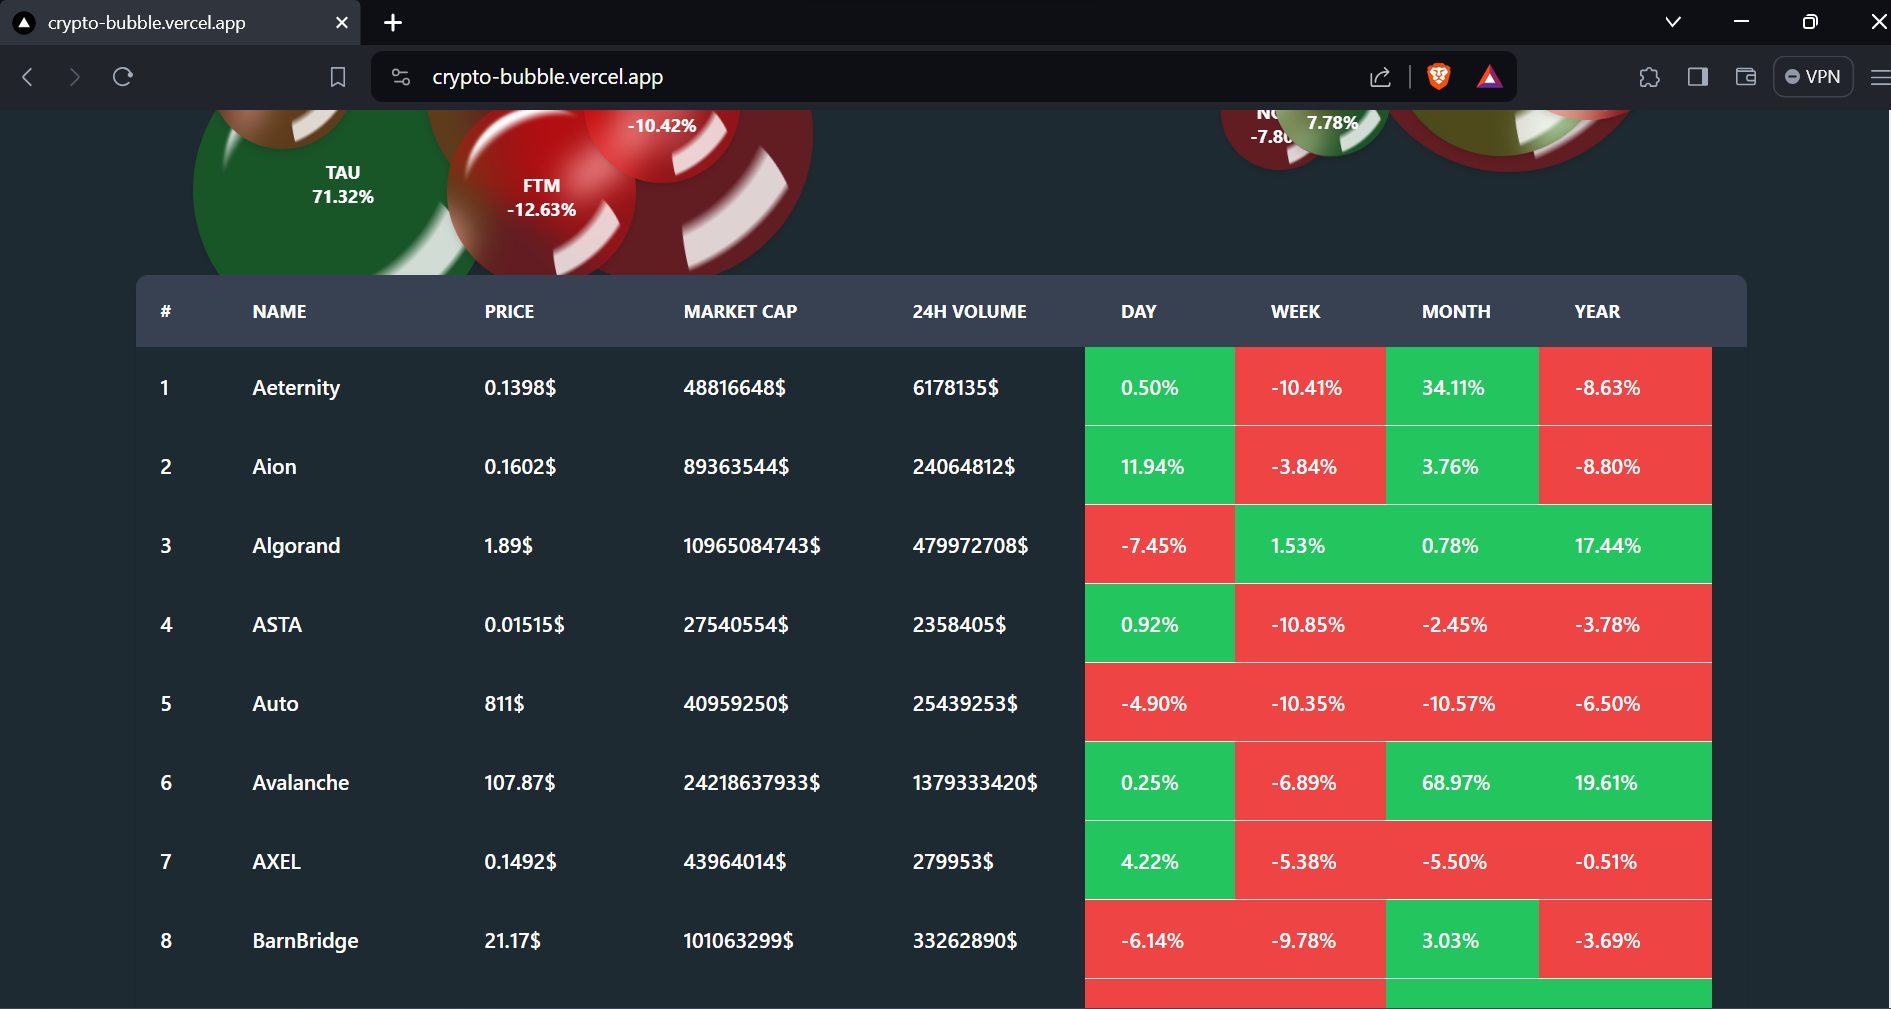 crypto-bubble.vercel.app
crypto-bubble.vercel.app
VPN
-10.42%
7.78%
TAU
71.32%
FTM
-12.63%
# NAME PRICE MARKET CAP 24H VOLUME DAY WEEK MONTH YEAR
1 Aeternity 0.1398$ 48816648$ 6178135$ 0.50% -10.41% 34.11% -8.63%
2 Aion 0.1602$ 89363544$ 24064812$ 11.94% -3.84% 3.76% -8.80%
3 Algorand 1.89$ 10965084743$ 479972708$ -7.45% 1.53% 0.78% 17.44%
4 ASTA 0.01515$ 27540554$ 2358405$ 0.92% -10.85% -2.45% -3.78%
5 Auto 811$ 40959250$ 25439253$ -4.90% -10.35% -10.57% -6.50%
6 Avalanche 107.87$ 24218637933$ 1379333420$ 0.25% -6.89% 68.97% 19.61%
7 AXEL 0.1492$ 43964014$ 279953$ 4.22% -5.38% -5.50% -0.51%
8 BarnBridge 21.17$ 101063299$ 33262890$ -6.14% -9.78% 3.03% -3.69%